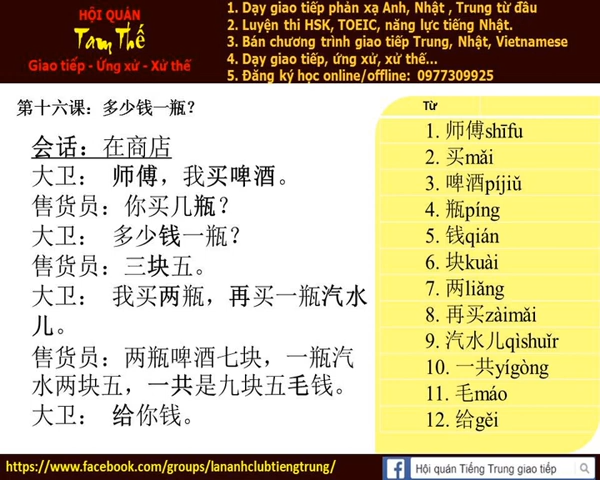 HỘI QUÁN
Tam Thế
Giao tiếp - Ứng xử - Xử thế
1. Dạy giao tiếp phản xạ Anh, Nhật , Trung từ đầu
2. Luyện thi HSK, TOEIC, năng lực tiếng Nhật.
3. Bán chương trình giao tiếp Trung, Nhật, Vietnamese
4. Dạy giao tiếp, ứng xử, xử thế...
5. Đăng ký học online/offline: 0977309925
第十六课：多少钱一瓶？
会话：在商店
大卫： 师傅，我买啤酒。
售货员：你买几瓶？
大卫： 多少钱一瓶？
售货员：三块五。
大卫： 我买两瓶，再买一瓶汽水
儿。
售货员：两瓶啤酒七块，一瓶汽
水两块五，一共是九块五毛钱。
大卫： 给你钱。
Từ
1. 师傅shīfu
2. 买mǎi
3. 啤酒píjiǔ
4. 瓶píng
5. 钱qián
6. 块kuài
7. 两liǎng
8. 再买zàimǎi
9. 汽水儿qìshuǐr
10. 一共yígòng
11. 毛máo
12. 给gěi
https://www.facebook.com/groups/lananhclubtiengtrung/
f Hội quán Tiếng Trung giao tiếp